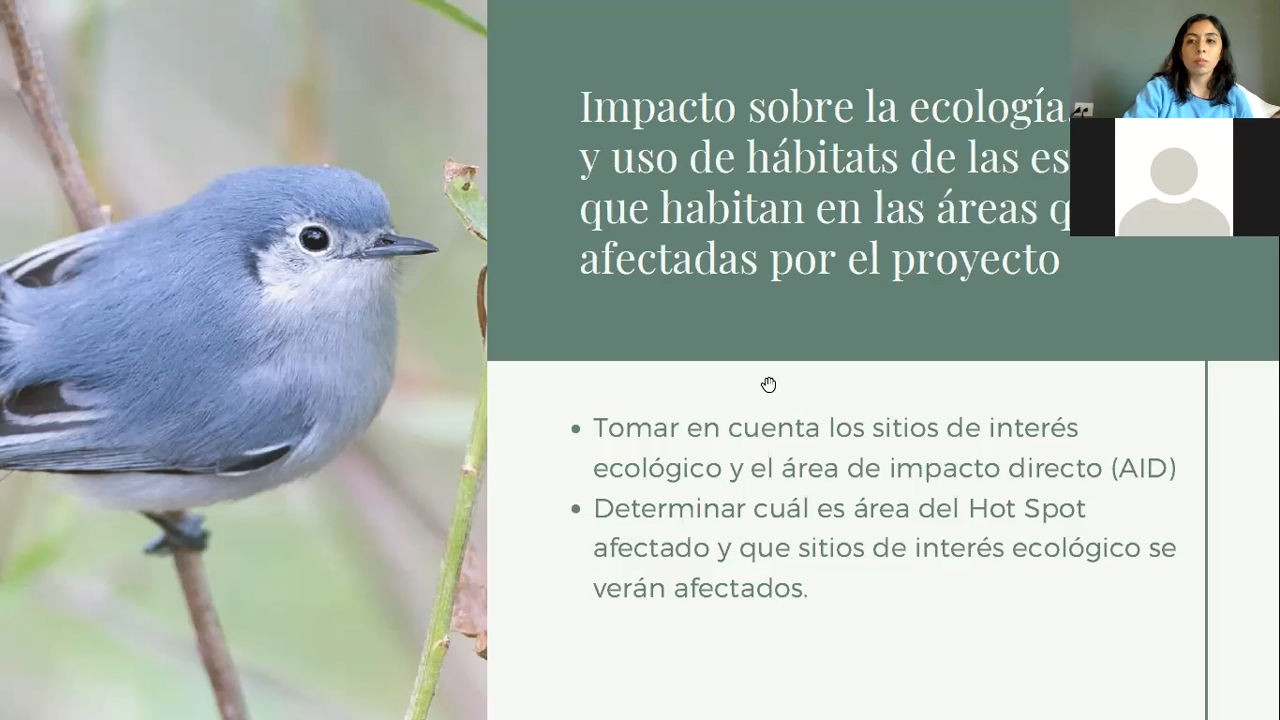 Impacto sobre la ecología,
y uso de hábitats de las
que habitan en las áreas
afectadas por el proyecto
Tomar en cuenta los sitios de interés
ecológico y el área de impacto directo (AID)
Determinar cuál es área del Hot Spot
afectado y que sitios de interés ecológico se
verán afectados.